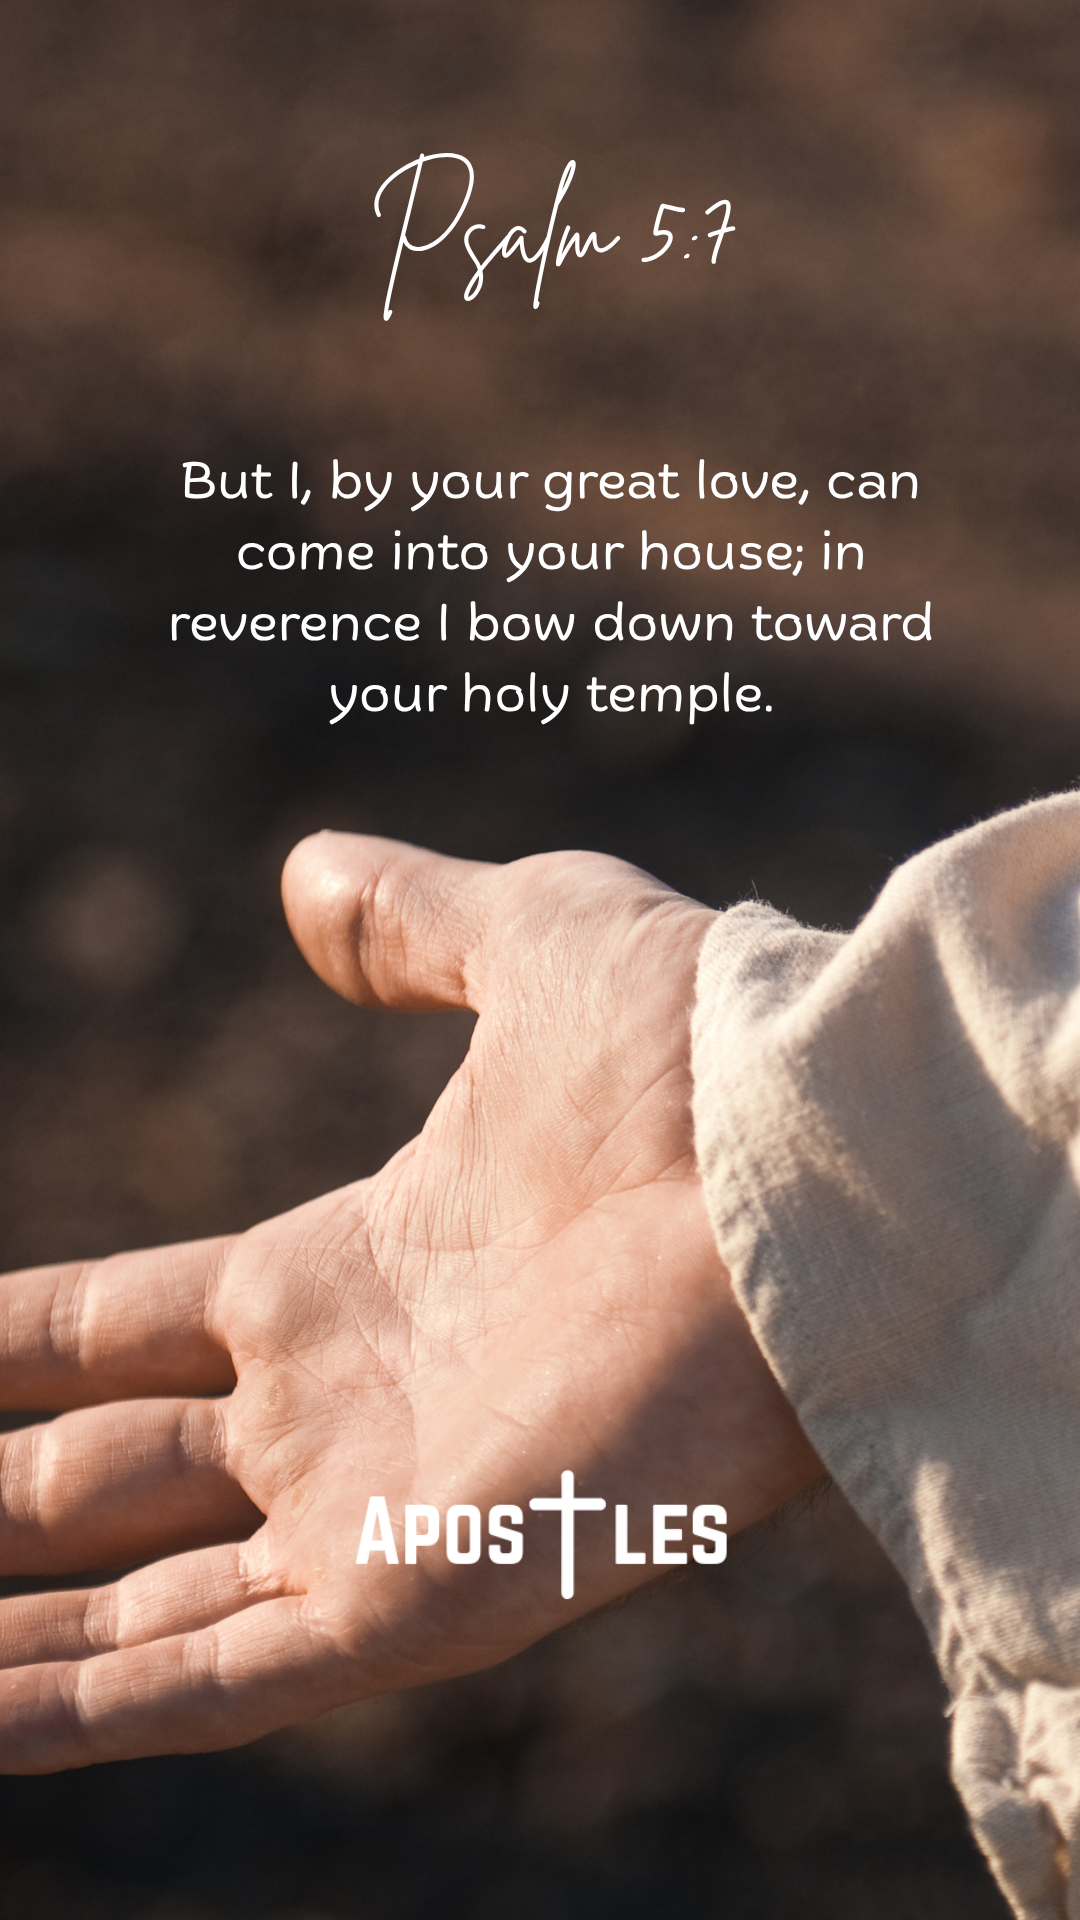 Psalm 5:7
But I, by your great love, can
come into your house; in
reverence I bow down toward
your holy temple.
APOSTLES